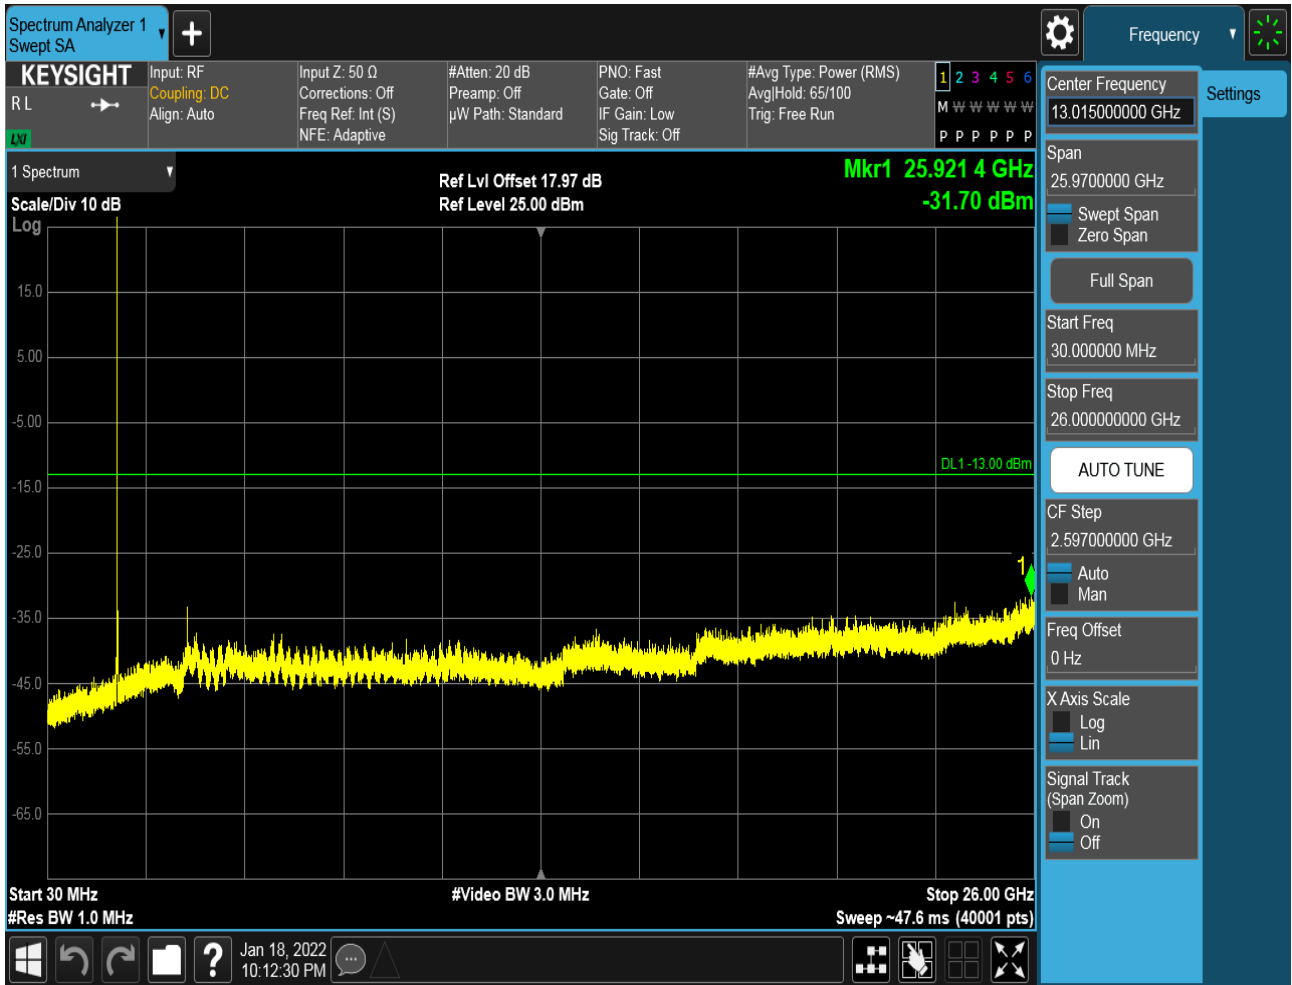 Spectrum Analyzer 1
Swept SA
Frequency
KEYSIGHT
R L
LXI
Input: RF
Coupling: DC
Align: Auto
Input Z: 50 Ω
Corrections: Off
Freq Ref: Int (S)
NFE: Adaptive
#Atten: 20 dB
Preamp: Off
µW Path: Standard
PNO: Fast
Gate: Off
IF Gain: Low
Sig Track: Off
#Avg Type: Power (RMS)
Avg|Hold: 65/100
Trig: Free Run
1 2 3 4 5 6
M W W W W W
P P P P P P
1 Spectrum
Scale/Div 10 dB
Log
Ref Lvl Offset 17.97 dB
Ref Level 25.00 dBm
Mkr1 25.921 4 GHz
-31.70 dBm
15.0
5.00
-5.00
-15.0
-25.0
-35.0
-45.0
-55.0
-65.0
DL1 -13.00 dBm
1
Start 30 MHz
#Res BW 1.0 MHz
#Video BW 3.0 MHz
Stop 26.00 GHz
Sweep ~47.6 ms (40001 pts)
Jan 18, 2022
10:12:30 PM
?
Center Frequency
13.015000000 GHz
Settings
Span
25.9700000 GHz
Swept Span
Zero Span
Full Span
Start Freq
30.000000 MHz
Stop Freq
26.000000000 GHz
AUTO TUNE
CF Step
2.597000000 GHz
Auto
Man
Freq Offset
0 Hz
X Axis Scale
Log
Lin
Signal Track
(Span Zoom)
On
Off